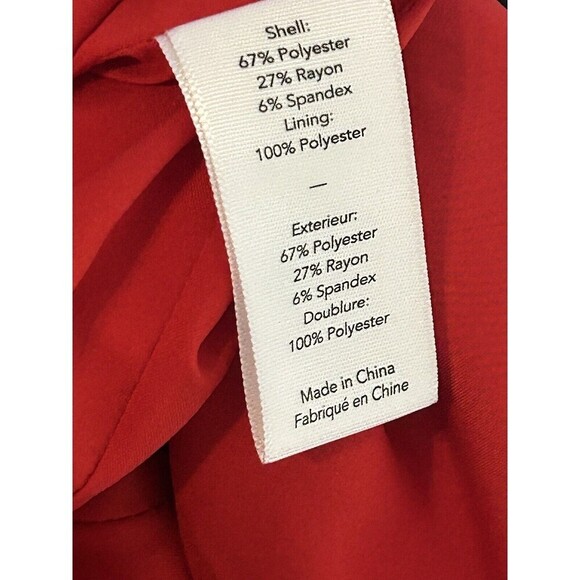 Shell:
67% Polyester
27% Rayon
6% Spandex
Lining:
100% Polyester
—
Exterieur:
67% Polyester
27% Rayon
6% Spandex
Doublure:
100% Polyester
Made in China
Fabriqué en Chine